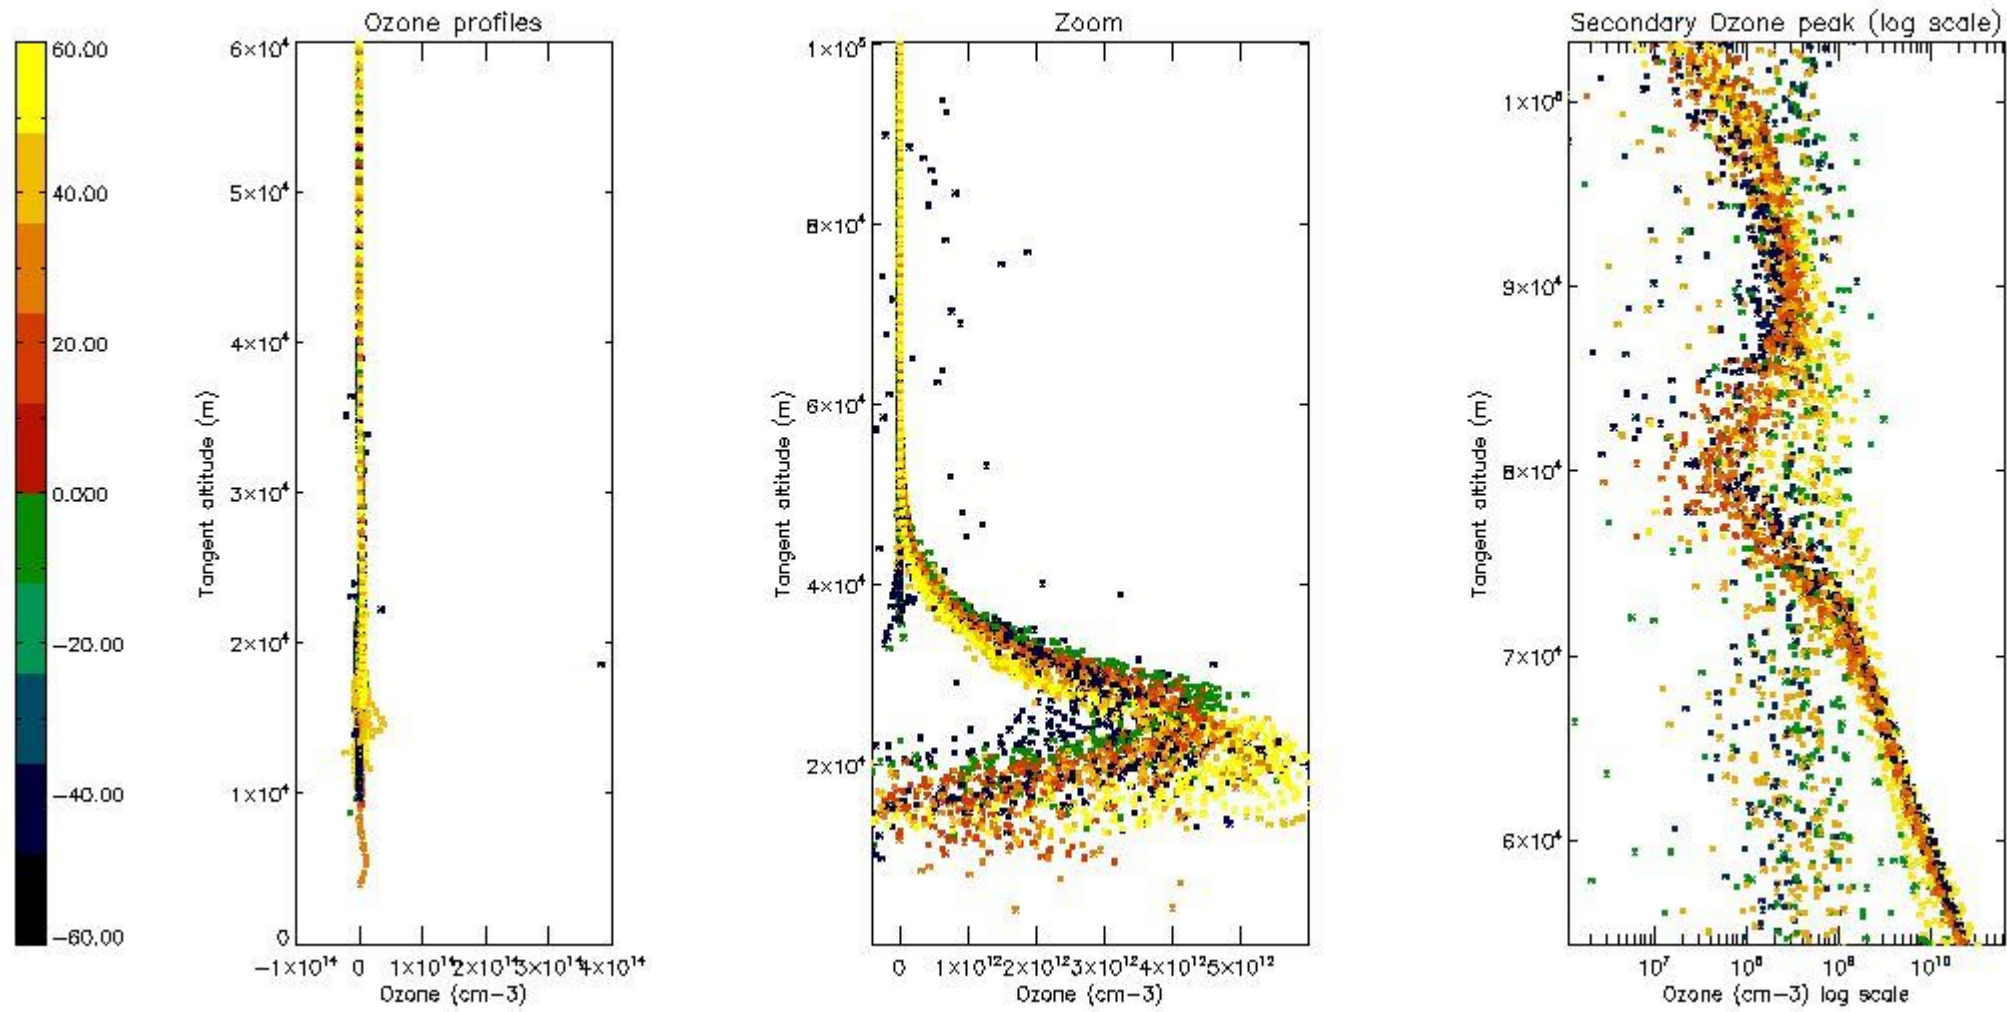 Ozone profiles
Zoom
Secondary Ozone peak (log scale)
60.00
40.00
20.00
0.000
−20.00
−40.00
−60.00
6×10⁴
5×10⁴
4×10⁴
3×10⁴
2×10⁴
1×10⁴
0
Tangent altitude (m)
−1×10¹⁴ 0 1×10¹⁴ 2×10¹⁴ 3×10¹⁴ 4×10¹⁴
Ozone (cm−3)
1×10⁵
8×10⁴
6×10⁴
4×10⁴
2×10⁴
Tangent altitude (m)
0 1×10¹² 2×10¹² 3×10¹² 4×10¹² 5×10¹²
Ozone (cm−3)
1×10⁵
9×10⁴
8×10⁴
7×10⁴
6×10⁴
Tangent altitude (m)
10⁷ 10⁸ 10⁹ 10¹⁰
Ozone (cm−3) log scale